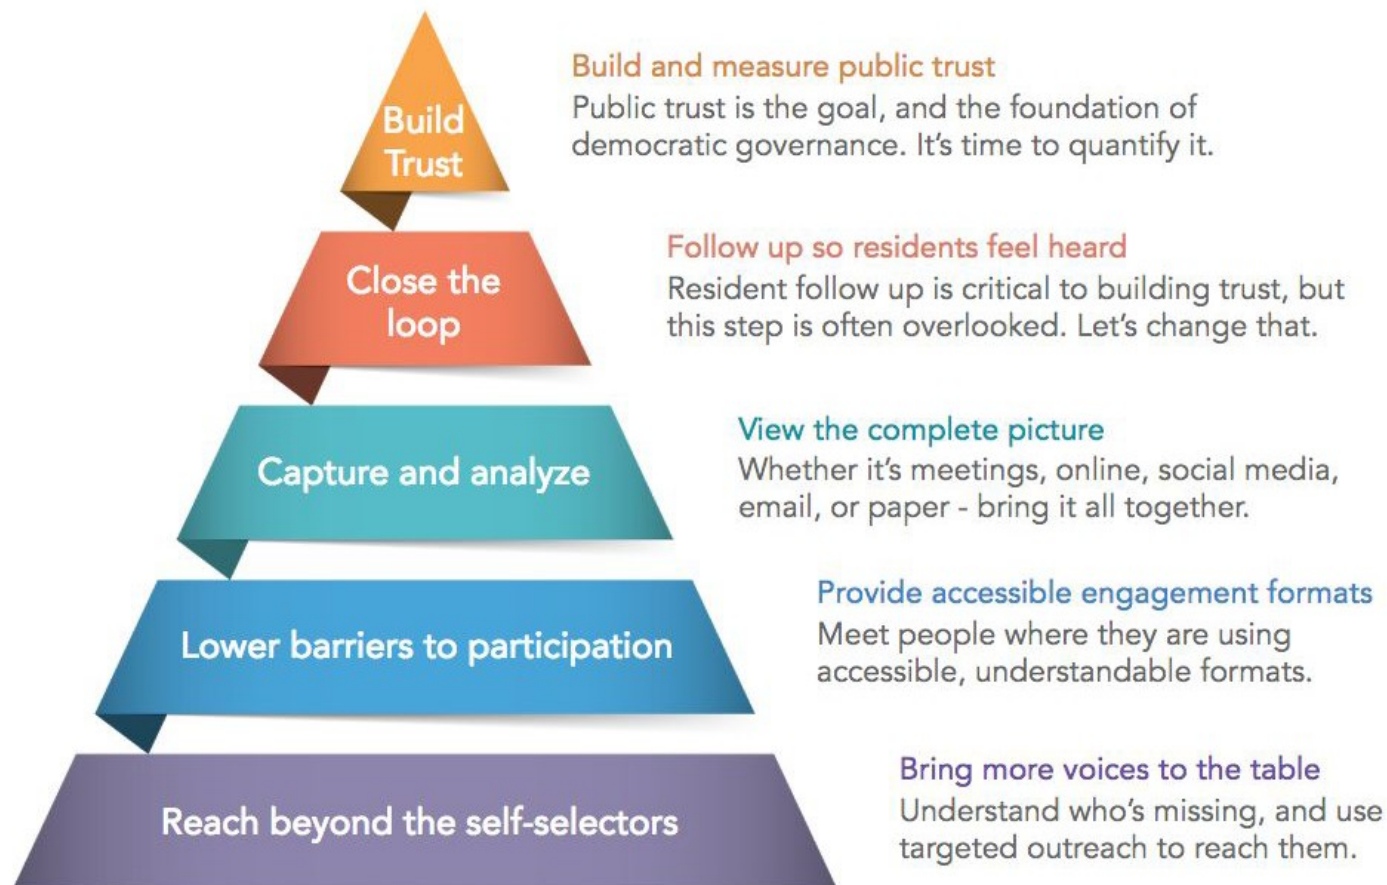 Build
Trust
Build and measure public trust
Public trust is the goal, and the foundation of
democratic governance. It's time to quantify it.
Close the
loop
Follow up so residents feel heard
Resident follow up is critical to building trust, but
this step is often overlooked. Let's change that.
Capture and analyze
View the complete picture
Whether it's meetings, online, social media,
email, or paper - bring it all together.
Lower barriers to participation
Provide accessible engagement formats
Meet people where they are using
accessible, understandable formats.
Reach beyond the self-selectors
Bring more voices to the table
Understand who's missing, and use
targeted outreach to reach them.